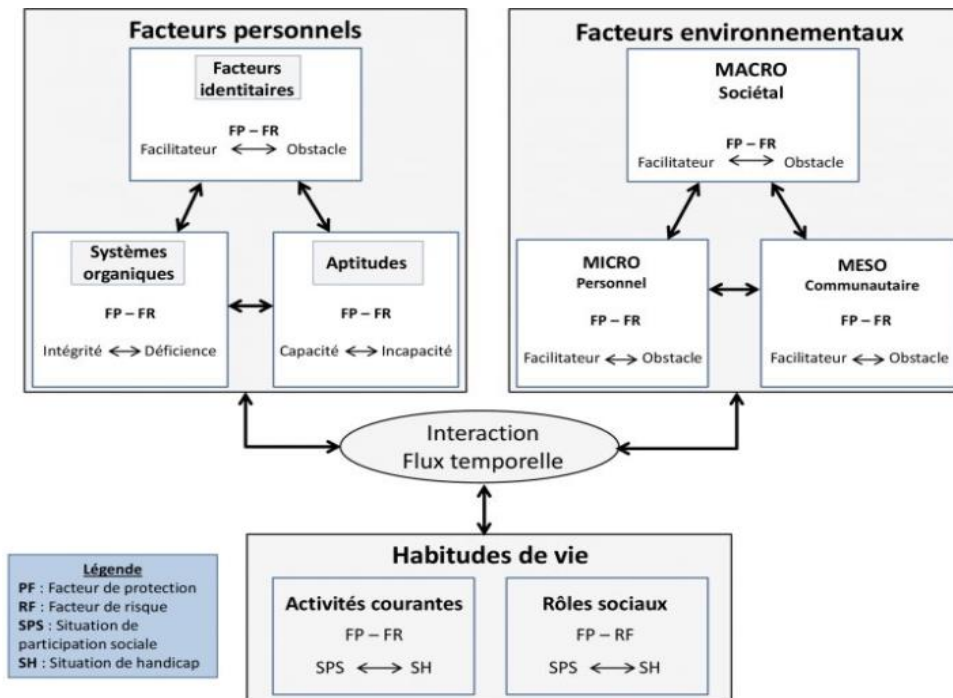 Facteurs personnels
Facteurs
identitaires
FP – FR
Facilitateur Obstacle
Systèmes
organiques
FP – FR
Intégrité Déficience
Aptitudes
FP – FR
Capacité Incapacité
Facteurs environnementaux
MACRO
Sociétal
FP – FR
Facilitateur Obstacle
MICRO
Personnel
FP – FR
Facilitateur Obstacle
MESO
Communautaire
FP – FR
Facilitateur Obstacle
Interaction
Flux temporelle
Habitudes de vie
Activités courantes
FP – FR
SPS SH
Rôles sociaux
FP – RF
SPS SH
Légende
PF : Facteur de protection
RF : Facteur de risque
SPS : Situation de
participation sociale
SH : Situation de handicap